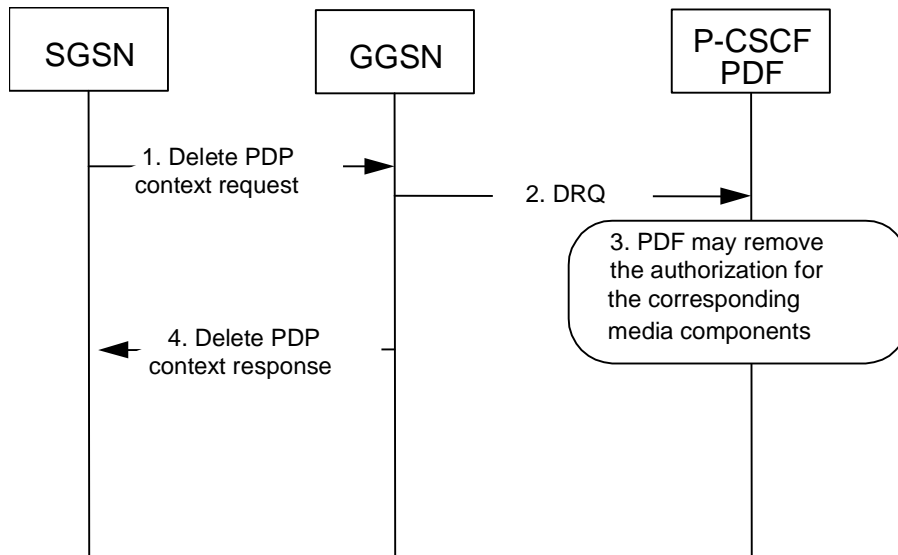 SGSN
GGSN
P-CSCF
PDF
1. Delete PDP
context request
2. DRQ
3. PDF may remove
the authorization for
the corresponding
media components
4. Delete PDP
context response